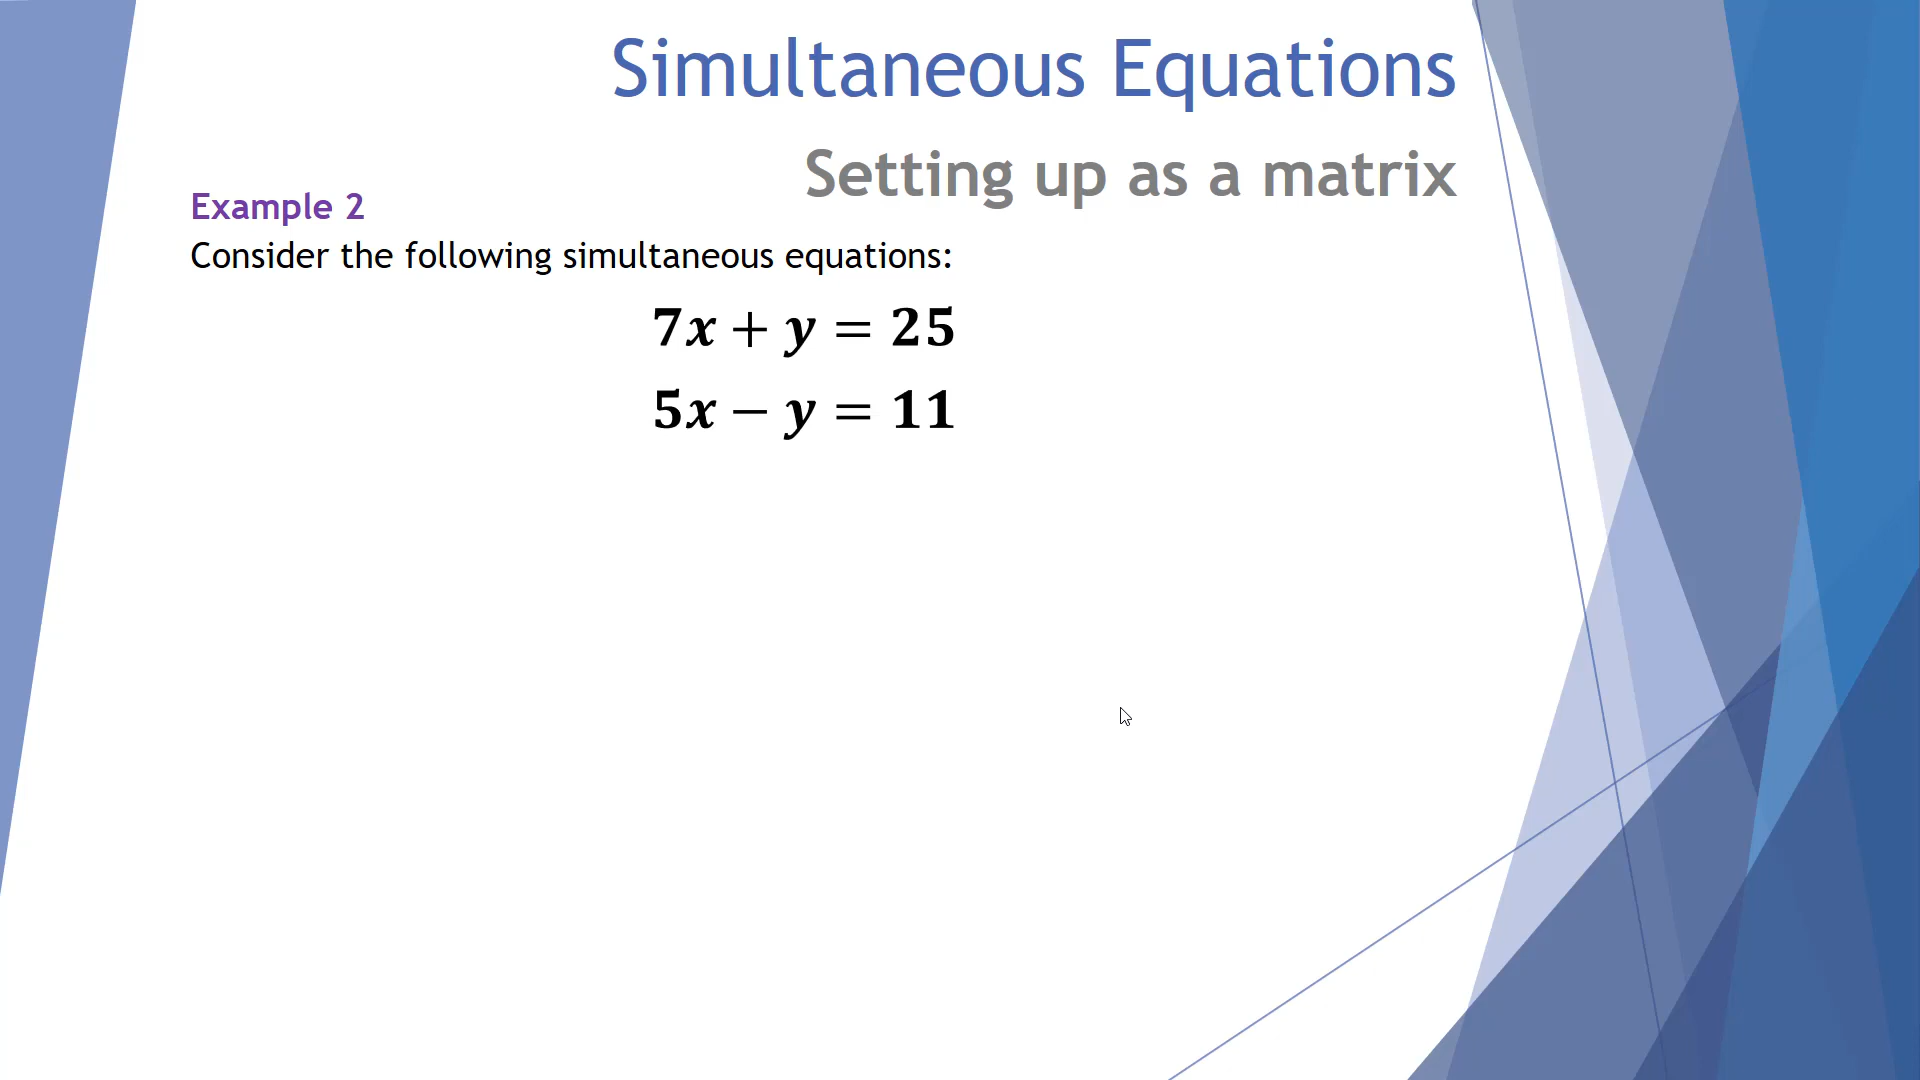 Simultaneous Equations
Setting up as a matrix
Example 2
Consider the following simultaneous equations:
7x + y = 25
5x − y = 11